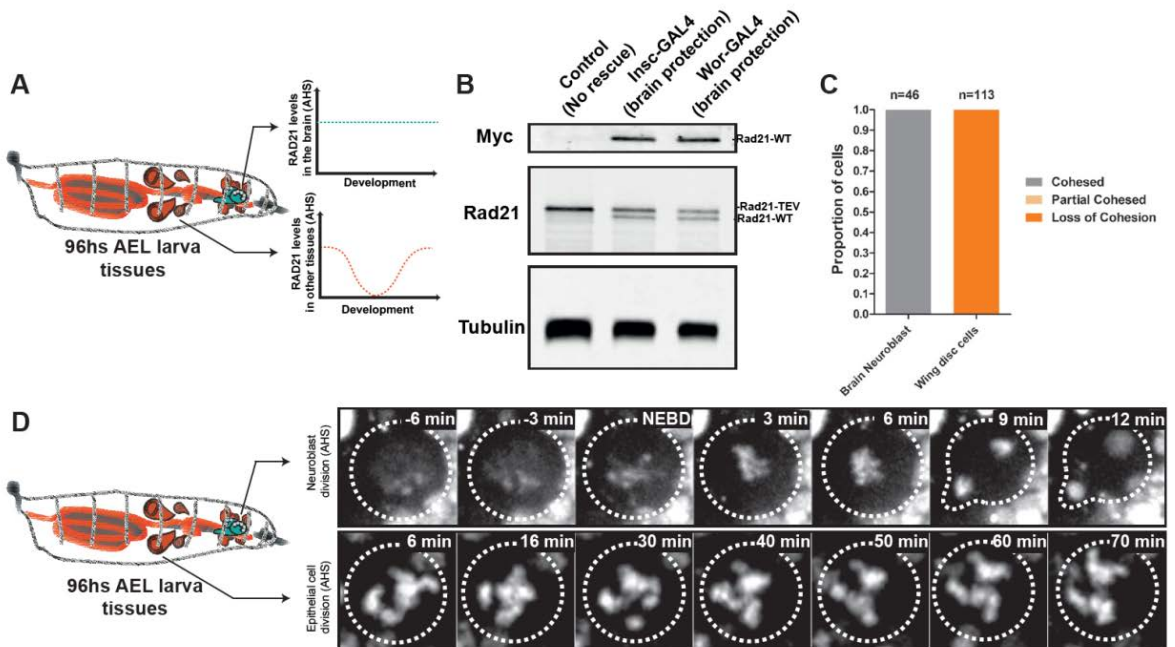 A
RAD21 levels
in the brain (AHS)
Development
RAD21 levels
in other tissues (AHS)
Development
96hs AEL larva
tissues
B
Control
(No rescue)
Insc-GAL4
(brain protection)
Wor-GAL4
(brain protection)
Myc
-Rad21-WT
Rad21
-Rad21-TEV
-Rad21-WT
Tubulin
C
n=46 n=113
Proportion of cells
1.0
0.9
0.8
0.7
0.6
0.5
0.4
0.3
0.2
0.1
0.0
Brain Neuroblast
Wing disc cells
Cohesed
Partial Cohesed
Loss of Cohesion
D
96hs AEL larva
tissues
Neuroblast
division (AHS)
-6 min -3 min NEBD 3 min 6 min 9 min 12 min
Epithelial cell
division (AHS)
6 min 16 min 30 min 40 min 50 min 60 min 70 min